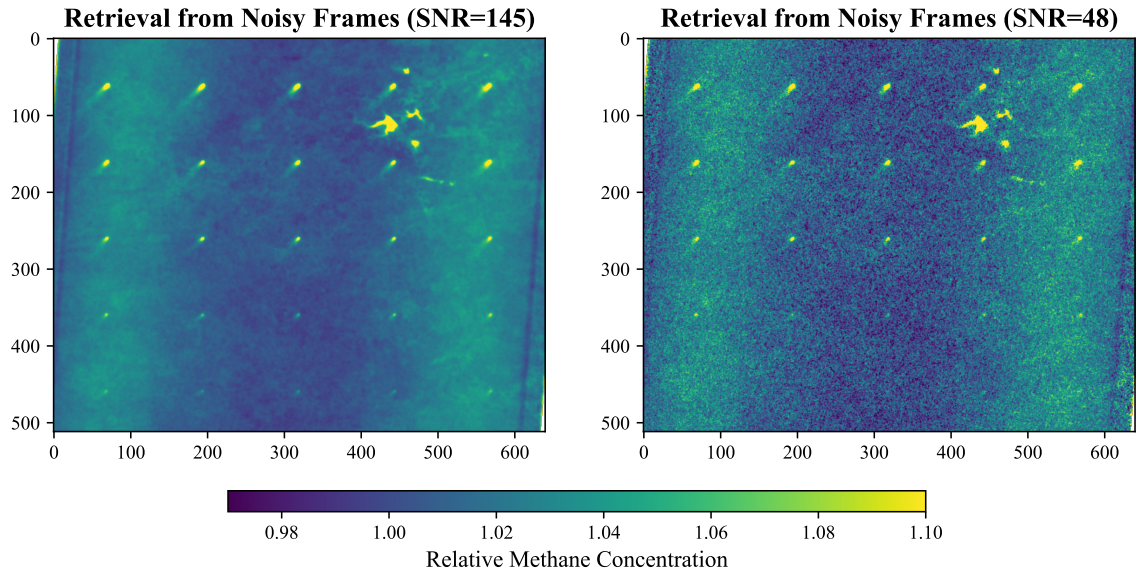 Retrieval from Noisy Frames (SNR=145)
Retrieval from Noisy Frames (SNR=48)
0
100
200
300
400
500
0 100 200 300 400 500 600
0
100
200
300
400
500
0 100 200 300 400 500 600
0.98 1.00 1.02 1.04 1.06 1.08 1.10
Relative Methane Concentration